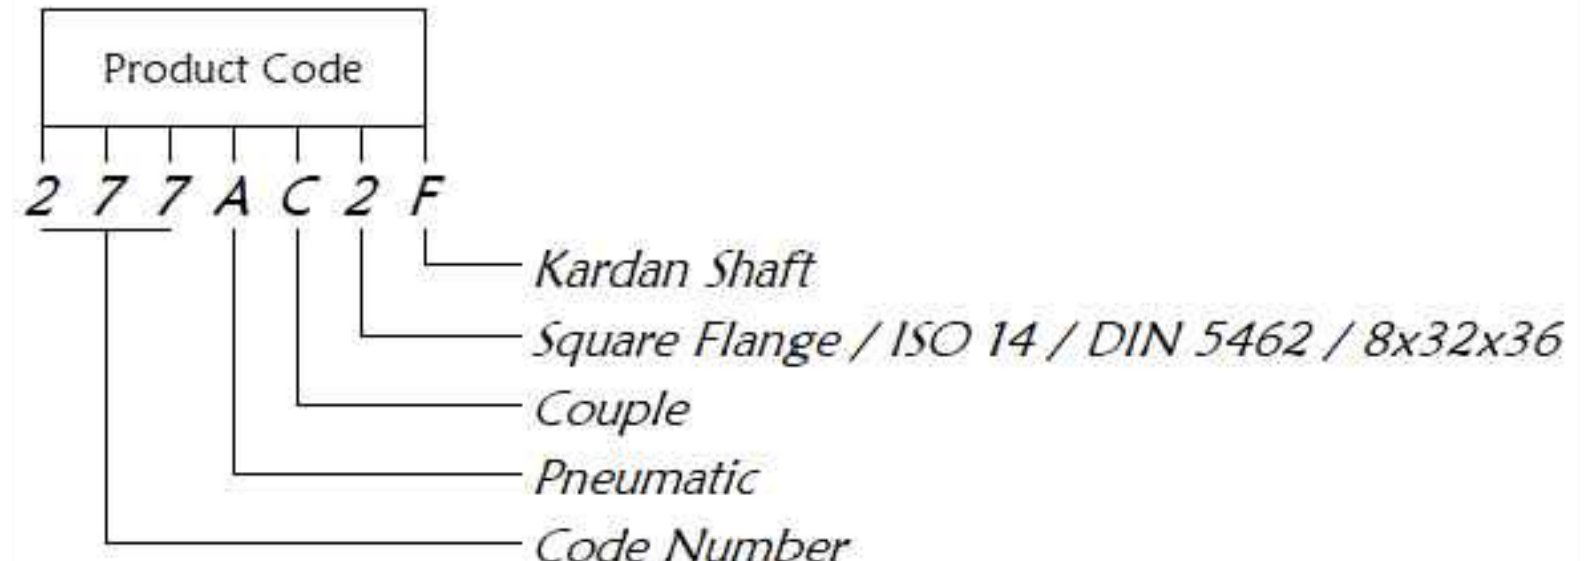 Product Code
2 7 7 A C 2 F
Kardan Shaft
Square Flange / ISO 14 / DIN 5462 / 8x32x36
Couple
Pneumatic
Code Number